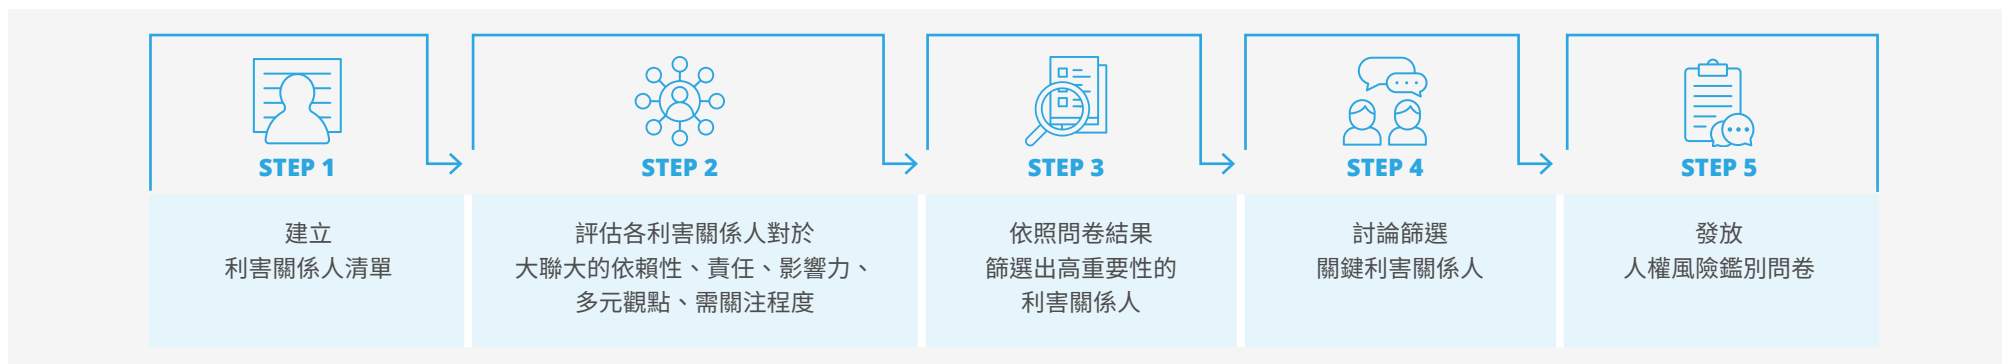 STEP 1
建立
利害關係人清單
STEP 2
評估各利害關係人對於
大聯大的依賴性、責任、影響力、
多元觀點、需關注程度
STEP 3
依照問卷結果
篩選出高重要性的
利害關係人
STEP 4
討論篩選
關鍵利害關係人
STEP 5
發放
人權風險鑑別問卷